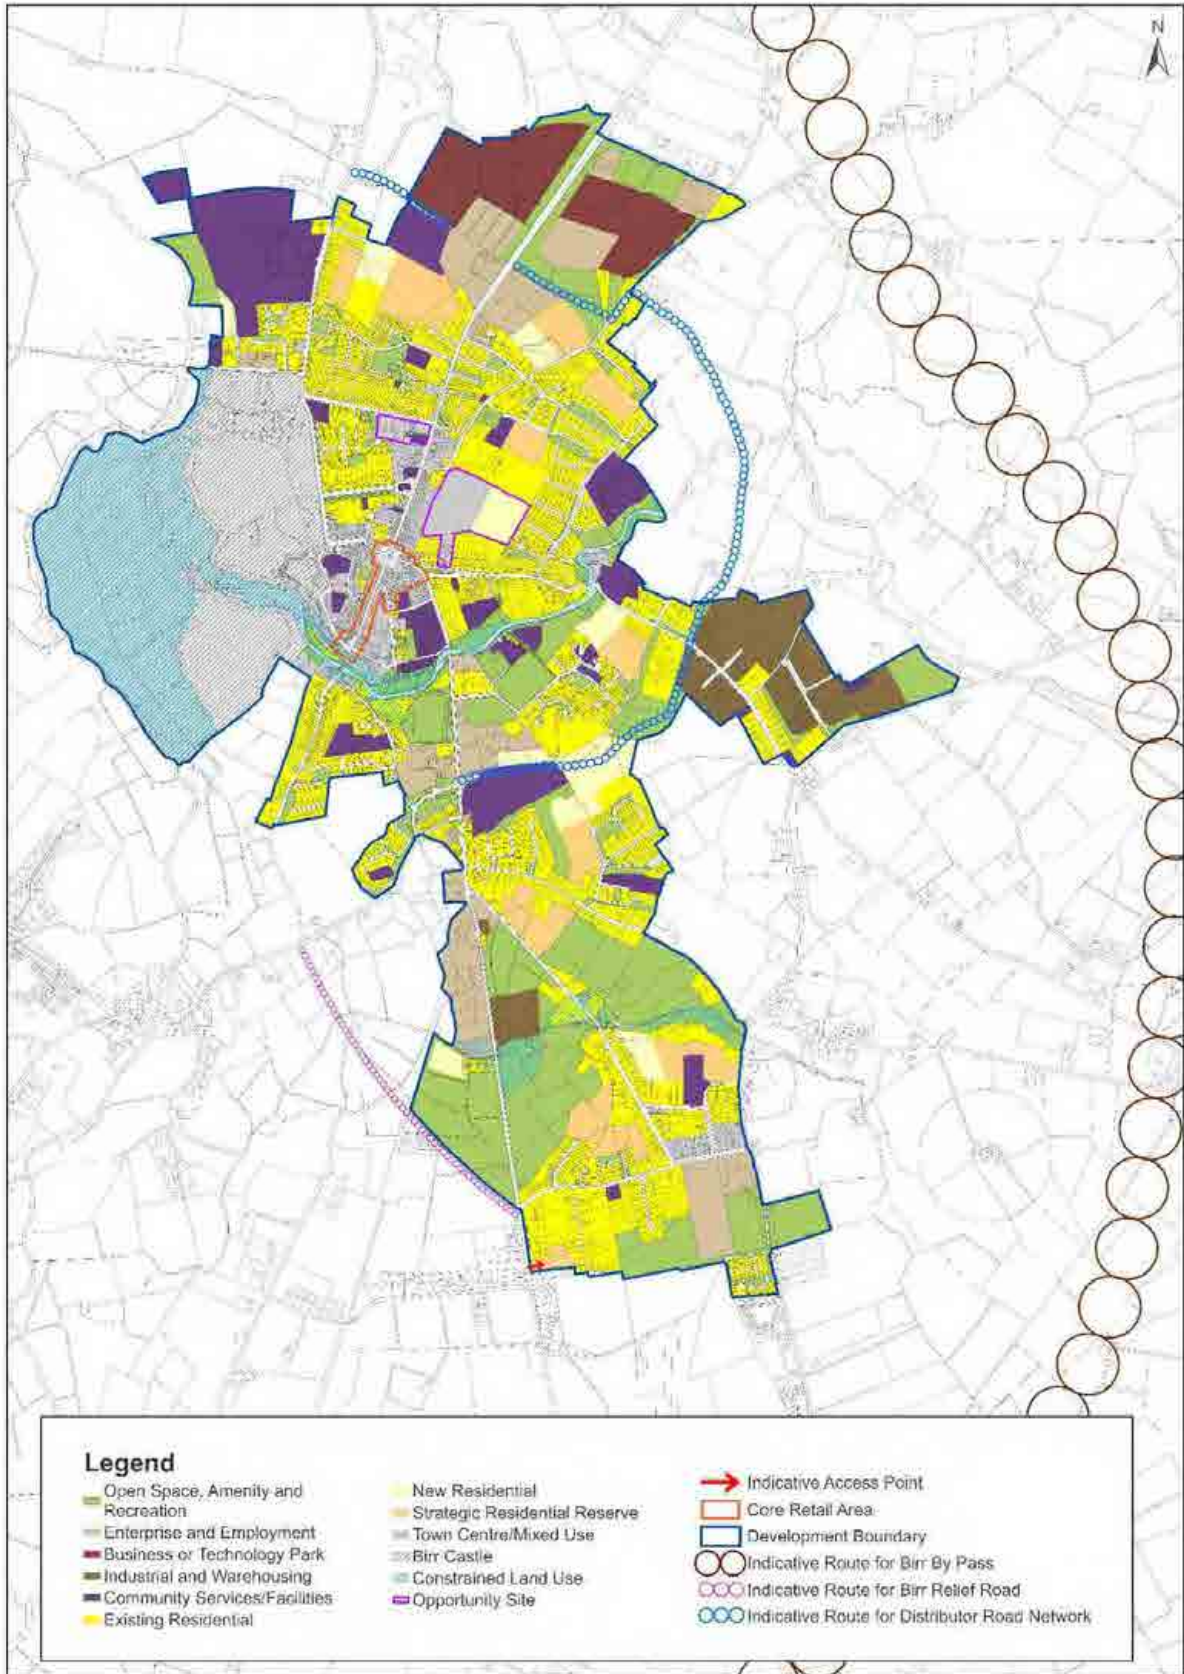 N
Legend
Open Space, Amenity and
Recreation
Enterprise and Employment
Business or Technology Park
Industrial and Warehousing
Community Services/Facilities
Existing Residential
New Residential
Strategic Residential Reserve
Town Centre/Mixed Use
Birr Castle
Constrained Land Use
Opportunity Site
Indicative Access Point
Core Retail Area
Development Boundary
Indicative Route for Birr By Pass
Indicative Route for Birr Relief Road
Indicative Route for Distributor Road Network